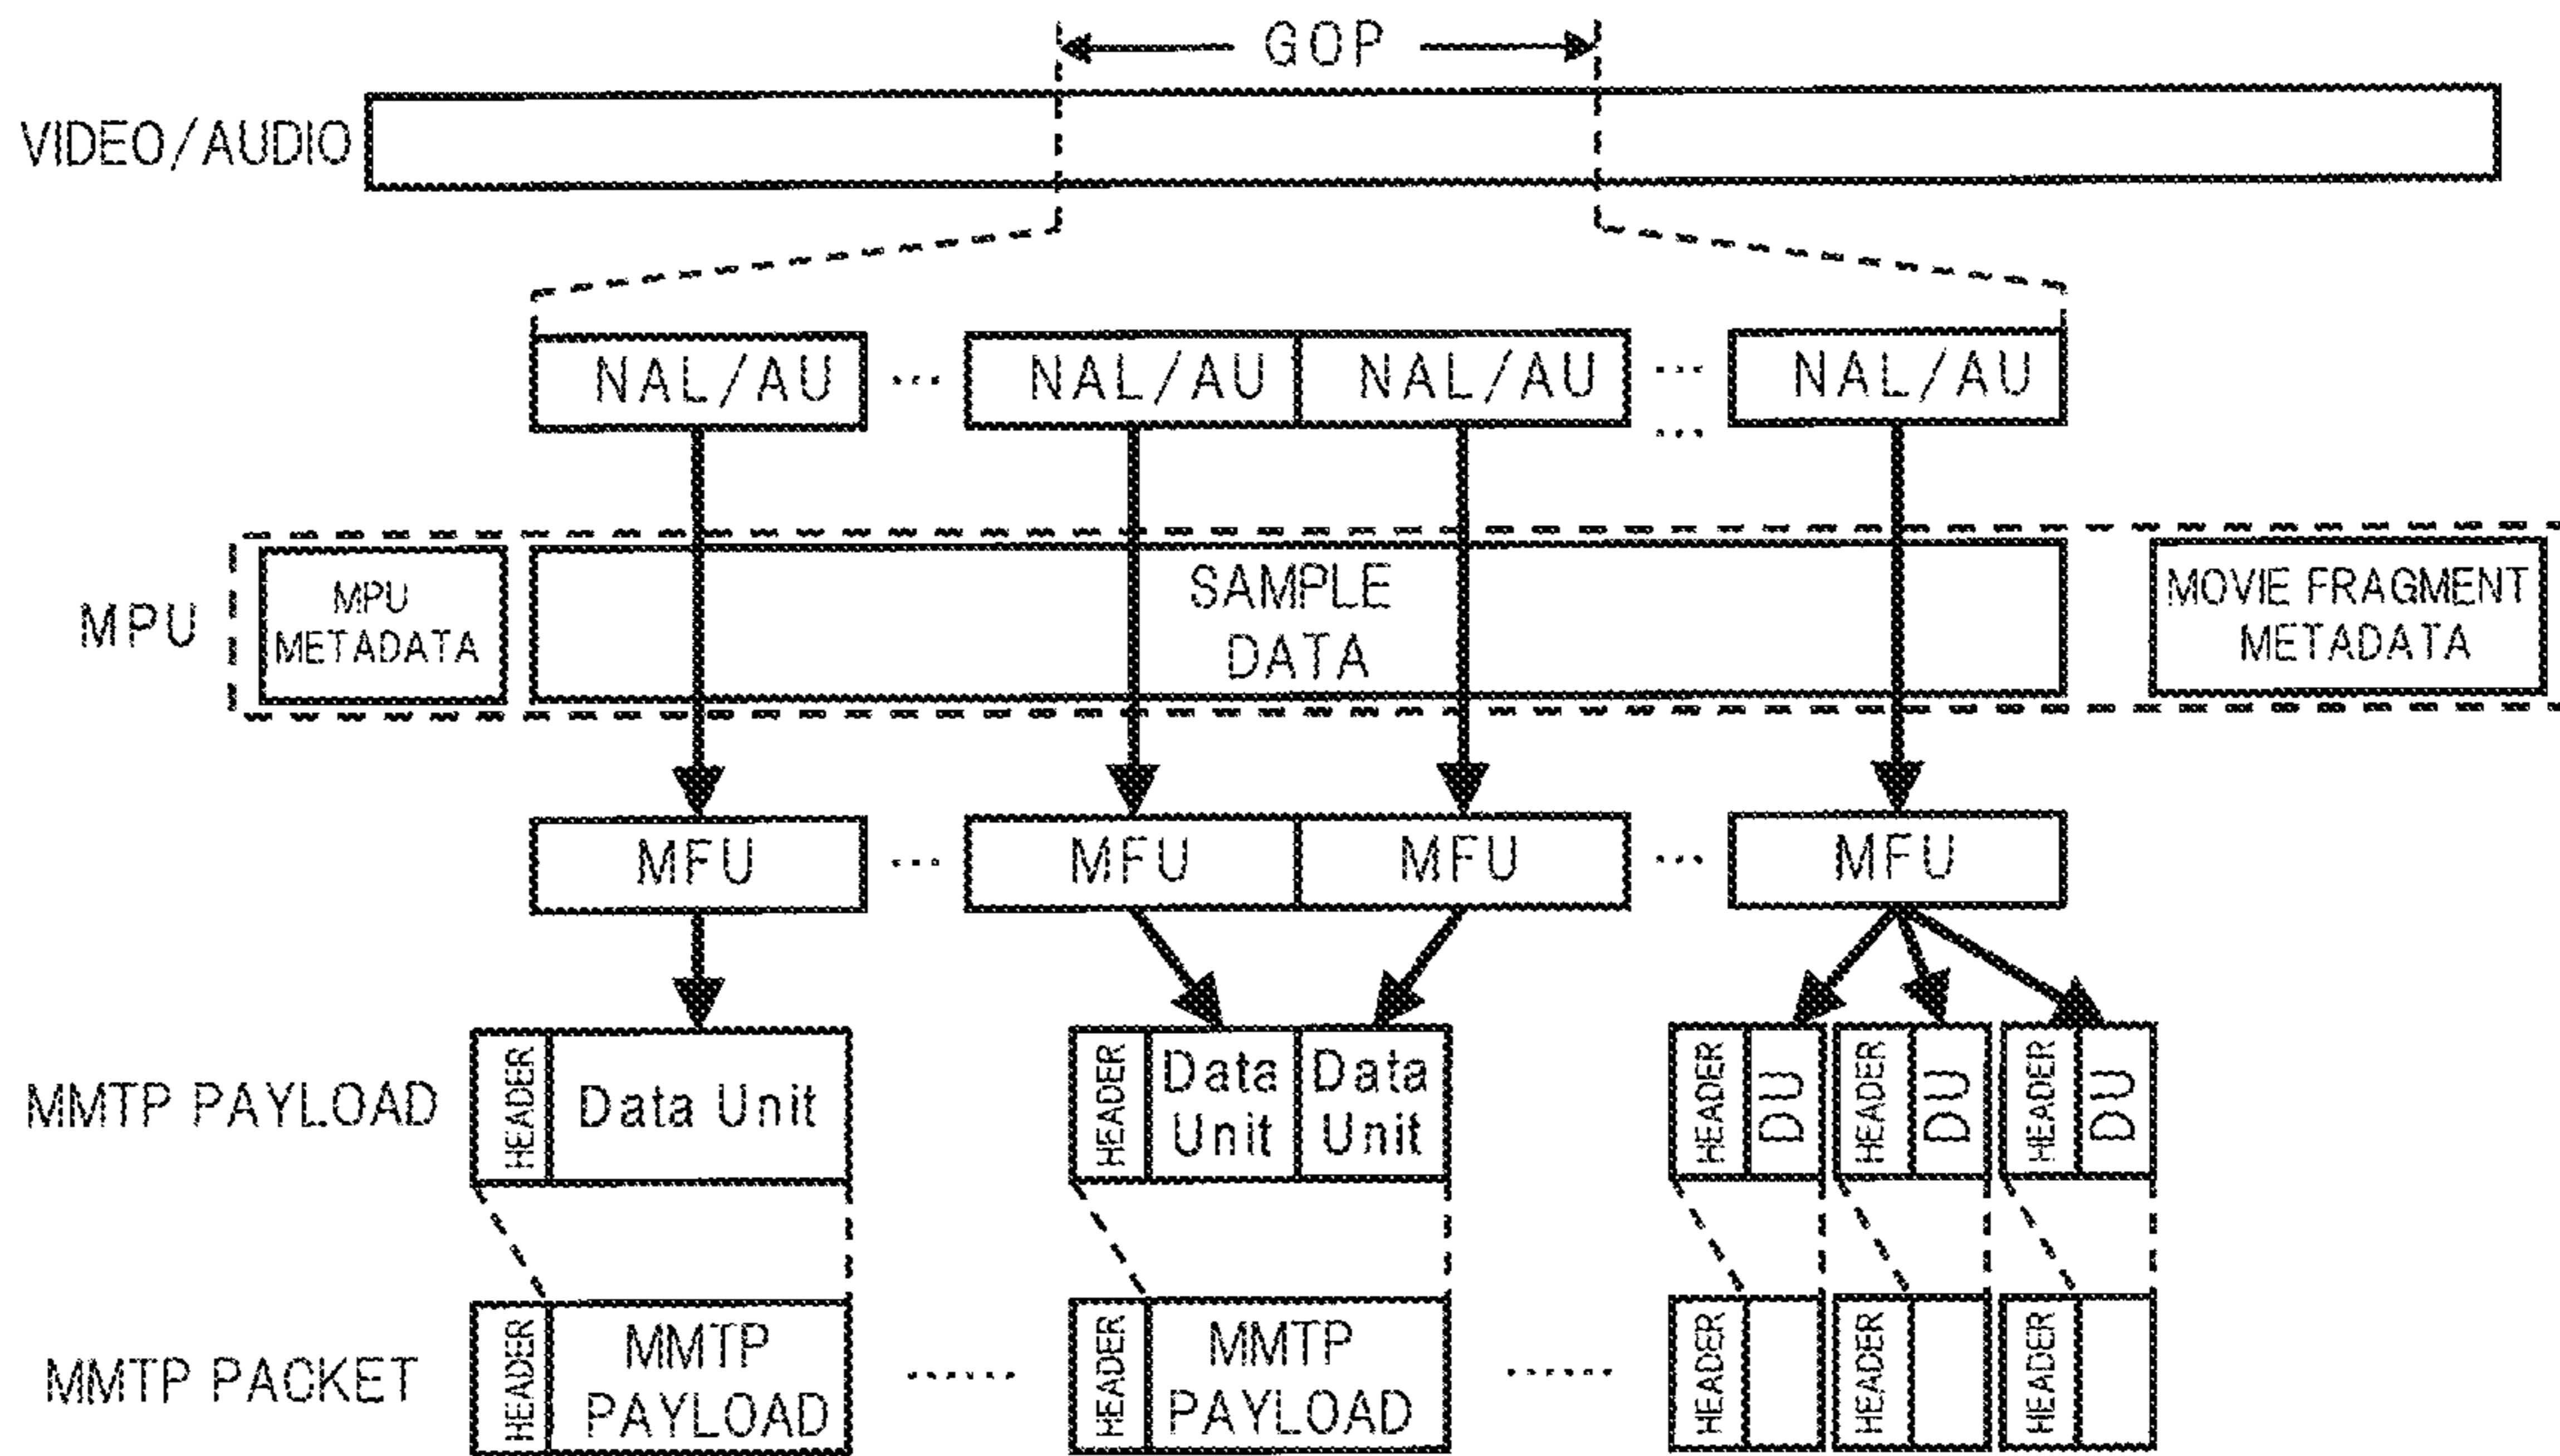 GOP
VIDEO/AUDIO
NAL/AU ... NAL/AU NAL/AU ... NAL/AU
...
MPU
MPU
METADATA
SAMPLE
DATA
MOVIE FRAGMENT
METADATA
MFU ... MFU MFU ... MFU
MMTP PAYLOAD
HEADER
Data Unit
HEADER
Data
Unit
Data
Unit
HEADER
DU
HEADER
DU
HEADER
DU
MMTP PACKET
HEADER
MMTP
PAYLOAD
......
HEADER
MMTP
PAYLOAD
......
HEADER
HEADER
HEADER